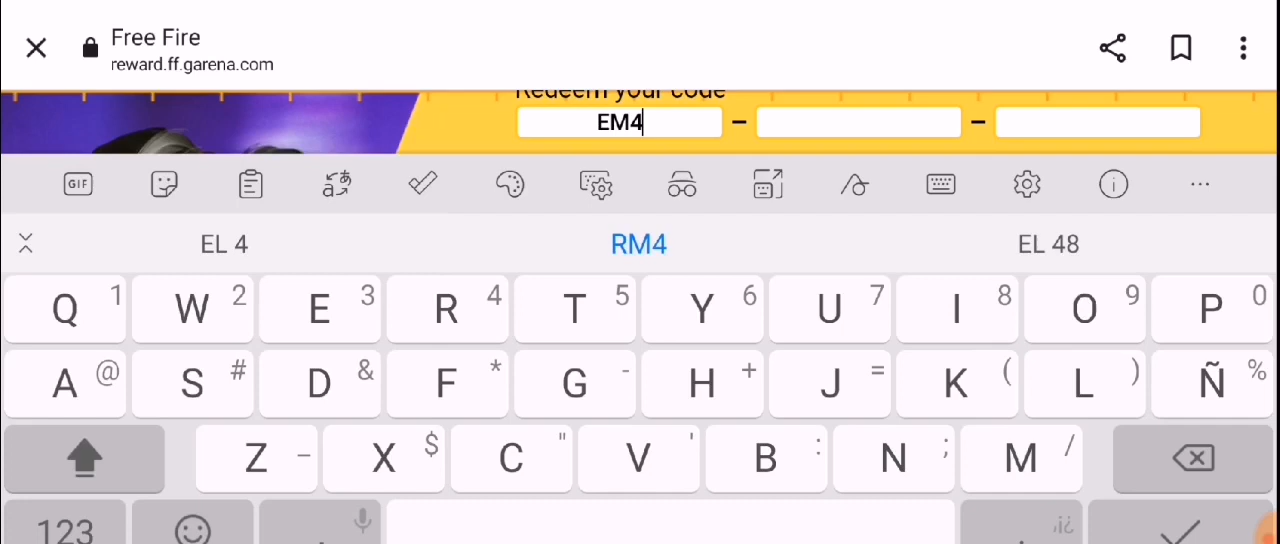 Free Fire
reward.ff.garena.com
Redeem your code
EM4 - -
GIF
EL 4 RM4 EL 48
Q 1 W 2 E 3 R 4 T 5 Y 6 U 7 I 8 O 9 P 0
A @ S # D & F * G - H + J = K ( L ) Ñ %
Z _ X $ C " V ' B : N ; M /
123 , . ¡¿